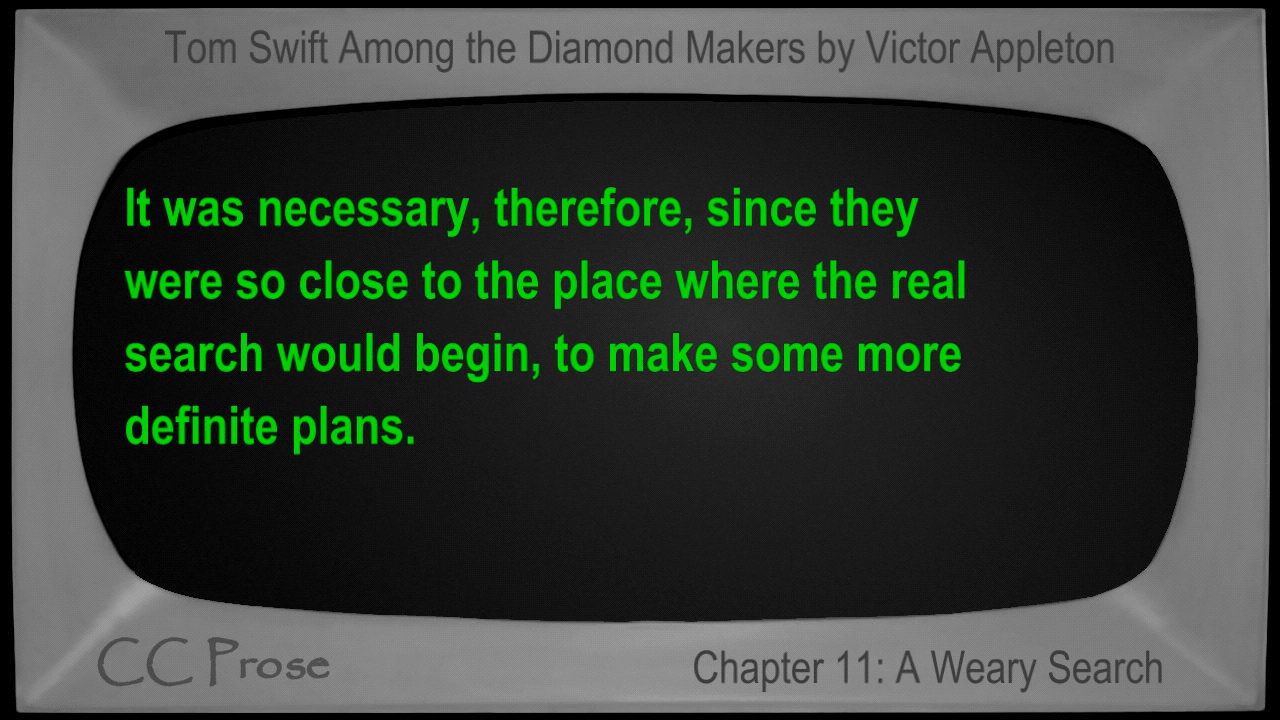 Tom Swift Among the Diamond Makers by Victor Appleton
It was necessary, therefore, since they
were so close to the place where the real
search would begin, to make some more
definite plans.
CC Prose
Chapter 11: A Weary Search